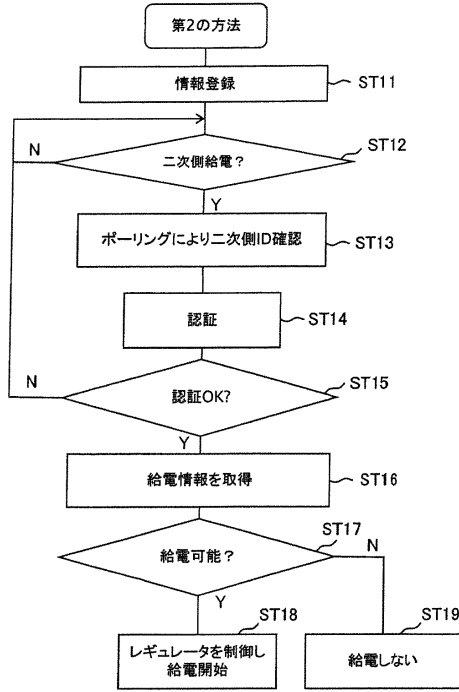 第2の方法
情報登録
ST11
N
二次側給電？
ST12
Y
ポーリングにより二次側ID確認
ST13
認証
ST14
N
認証OK?
ST15
Y
給電情報を取得
ST16
給電可能？
ST17
N
Y
ST18
ST19
レギュレータを制御し
給電開始
給電しない